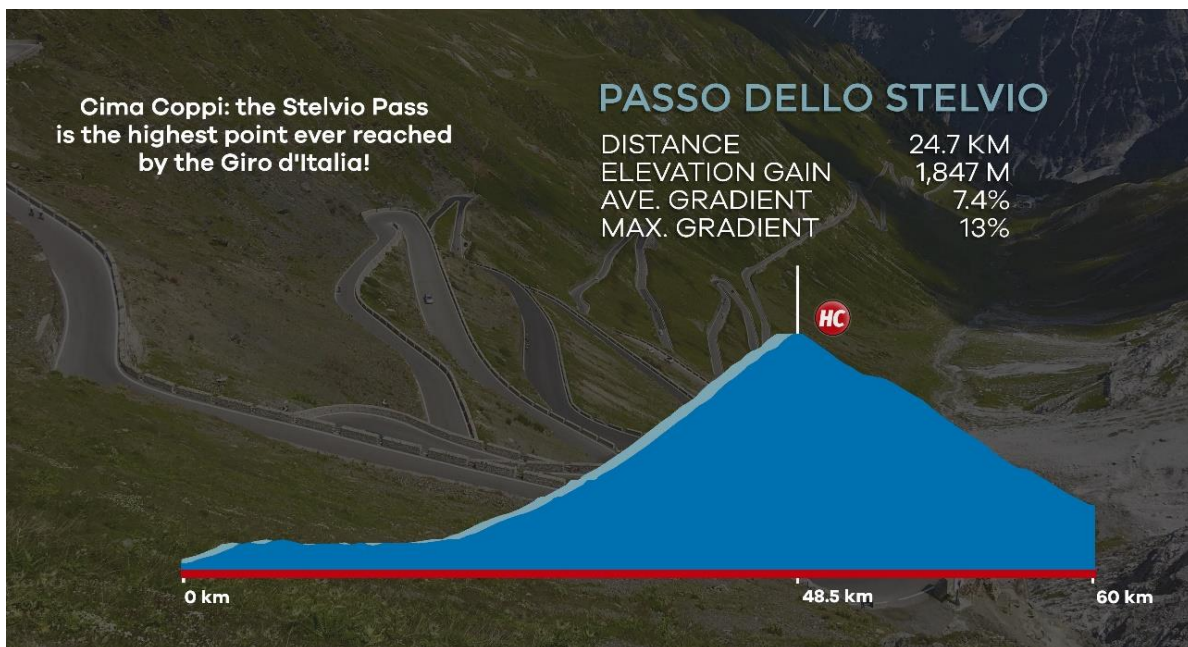 Cima Coppi: the Stelvio Pass
is the highest point ever reached
by the Giro d'Italia!
PASSO DELLO STELVIO
DISTANCE 24.7 KM
ELEVATION GAIN 1,847 M
AVE. GRADIENT 7.4%
MAX. GRADIENT 13%
HC
0 km 48.5 km 60 km